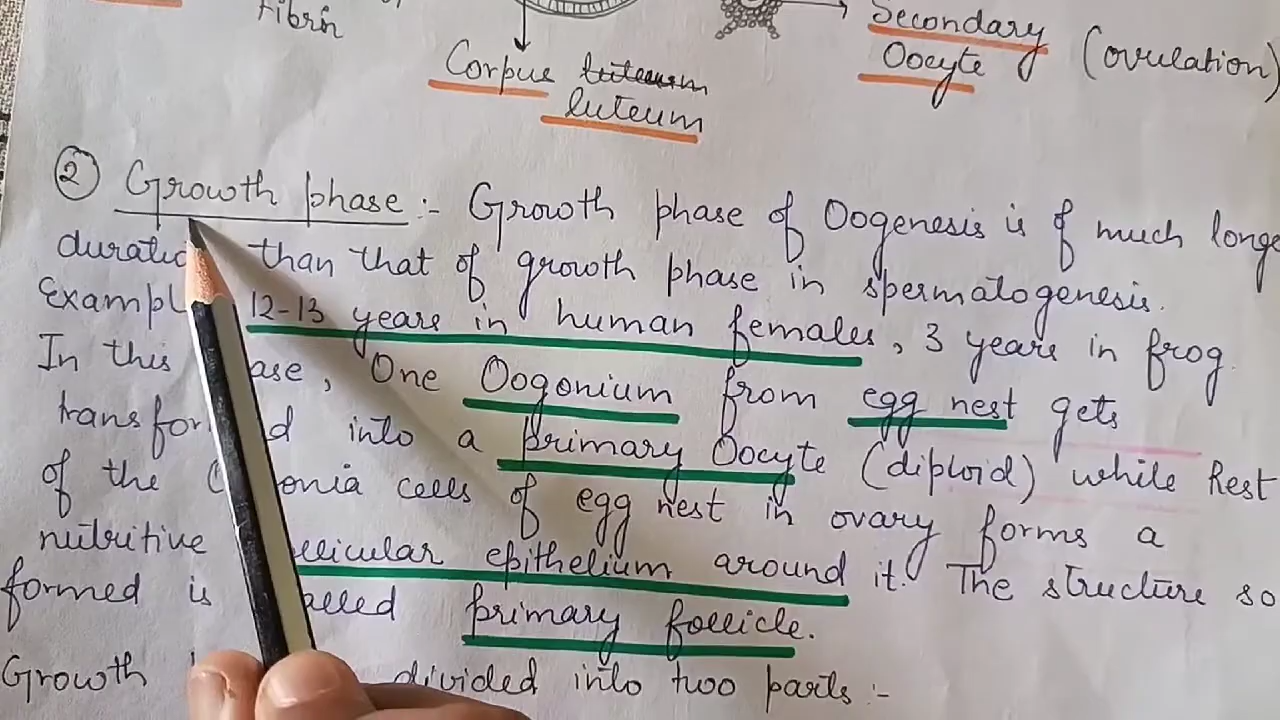 Fibrin
Secondary
Oocyte (ovulation)
Corpus luteum
luteum
② Growth phase :- Growth phase of Oogenesis is of much longe
duratio than that of growth phase in spermatogenesis.
Exampl 12-13 years in human females, 3 years in frog.
In this ase, One Oogonium from egg nest gets
transfor d into a primary Oocyte (diploid) while Rest
of the O onia cells of egg nest in ovary forms a
nutritive llicular epithelium around it. The structure so
formed is alled primary follicle.
Growth divided into two parts :-